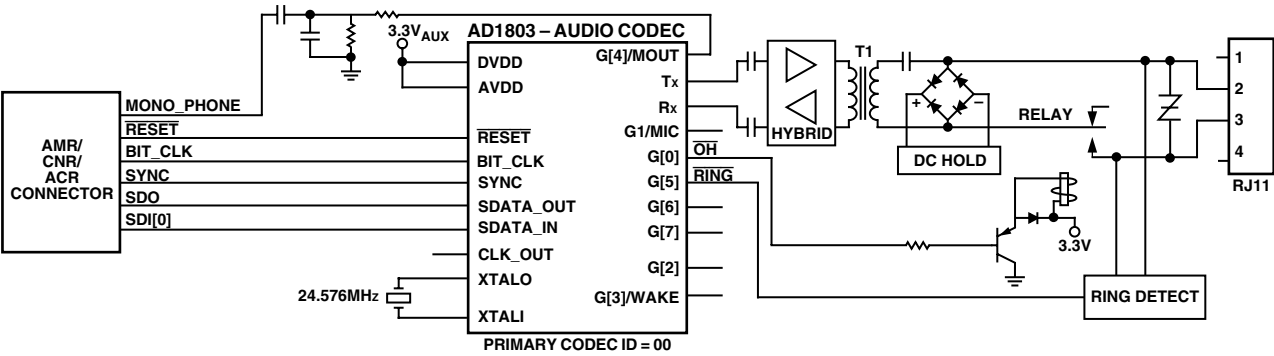 3.3VAUX
AD1803 – AUDIO CODEC
G[4]/MOUT
DVDD
AVDD
TX
RX
T1
HYBRID
+
–
DC HOLD
RELAY
1
2
3
4
RJ11
MONO_PHONE
RESET
BIT_CLK
SYNC
SDO
SDI[0]
AMR/
CNR/
ACR
CONNECTOR
RESET
BIT_CLK
SYNC
SDATA_OUT
SDATA_IN
CLK_OUT
XTALO
XTALI
24.576MHz
G1/MIC
G[0]
OH
G[5]
RING
G[6]
G[7]
G[2]
G[3]/WAKE
3.3V
RING DETECT
PRIMARY CODEC ID = 00